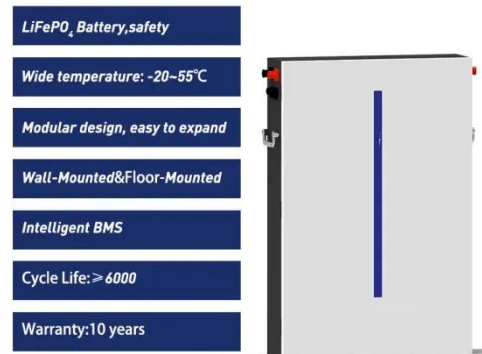 LiFePO₄ Battery,safety
Wide temperature: -20~55℃
Modular design, easy to expand
Wall-Mounted&Floor-Mounted
Intelligent BMS
Cycle Life:≥6000
Warranty:10 years